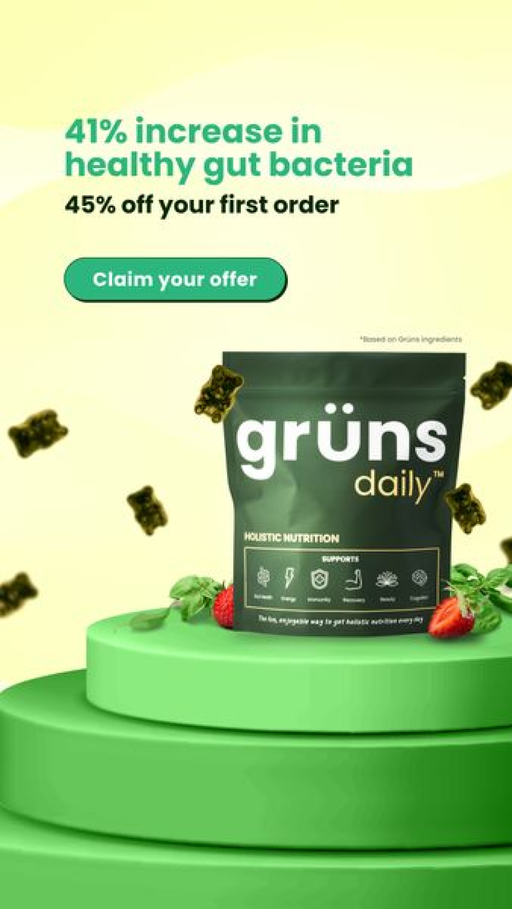 41% increase in
healthy gut bacteria
45% off your first order
Claim your offer
*Based on Grüns ingredients
grüns
daily™
HOLISTIC NUTRITION
SUPPORTS
Gut Health Energy Immunity Recovery Beauty Cognition
The fun, enjoyable way to get holistic nutrition every day